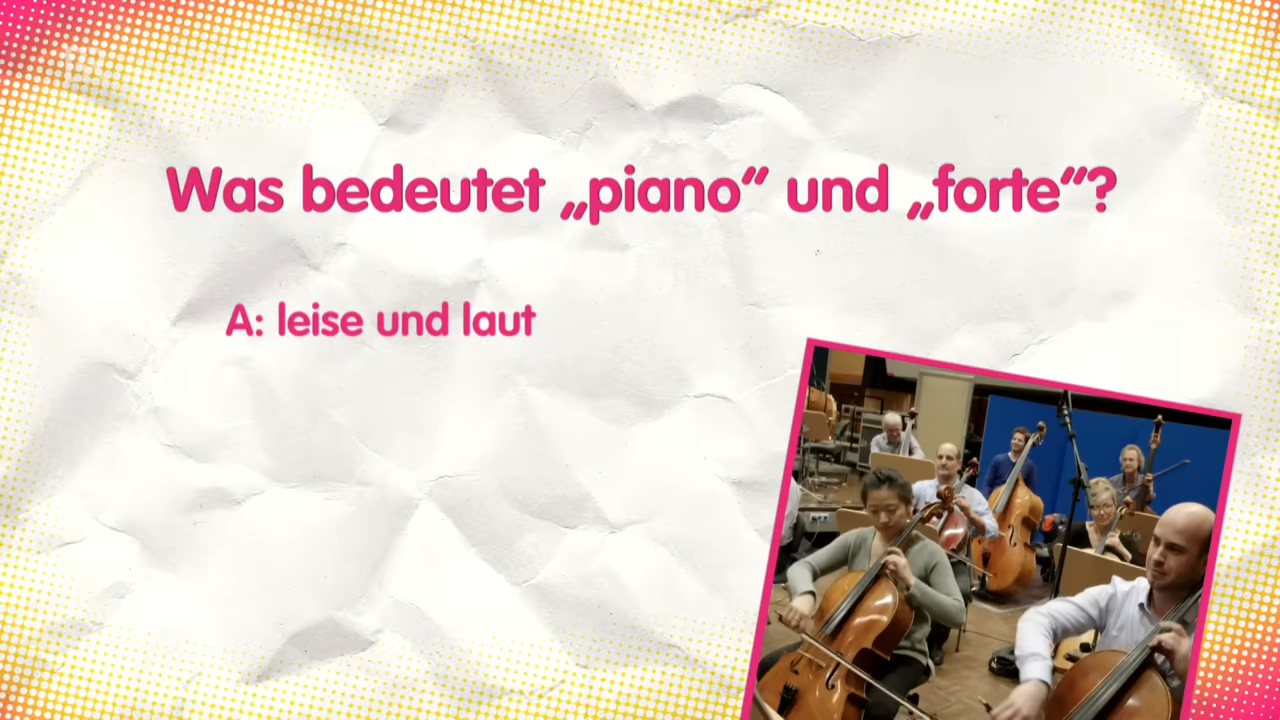 Was bedeutet „piano“ und „forte“?
A: leise und laut